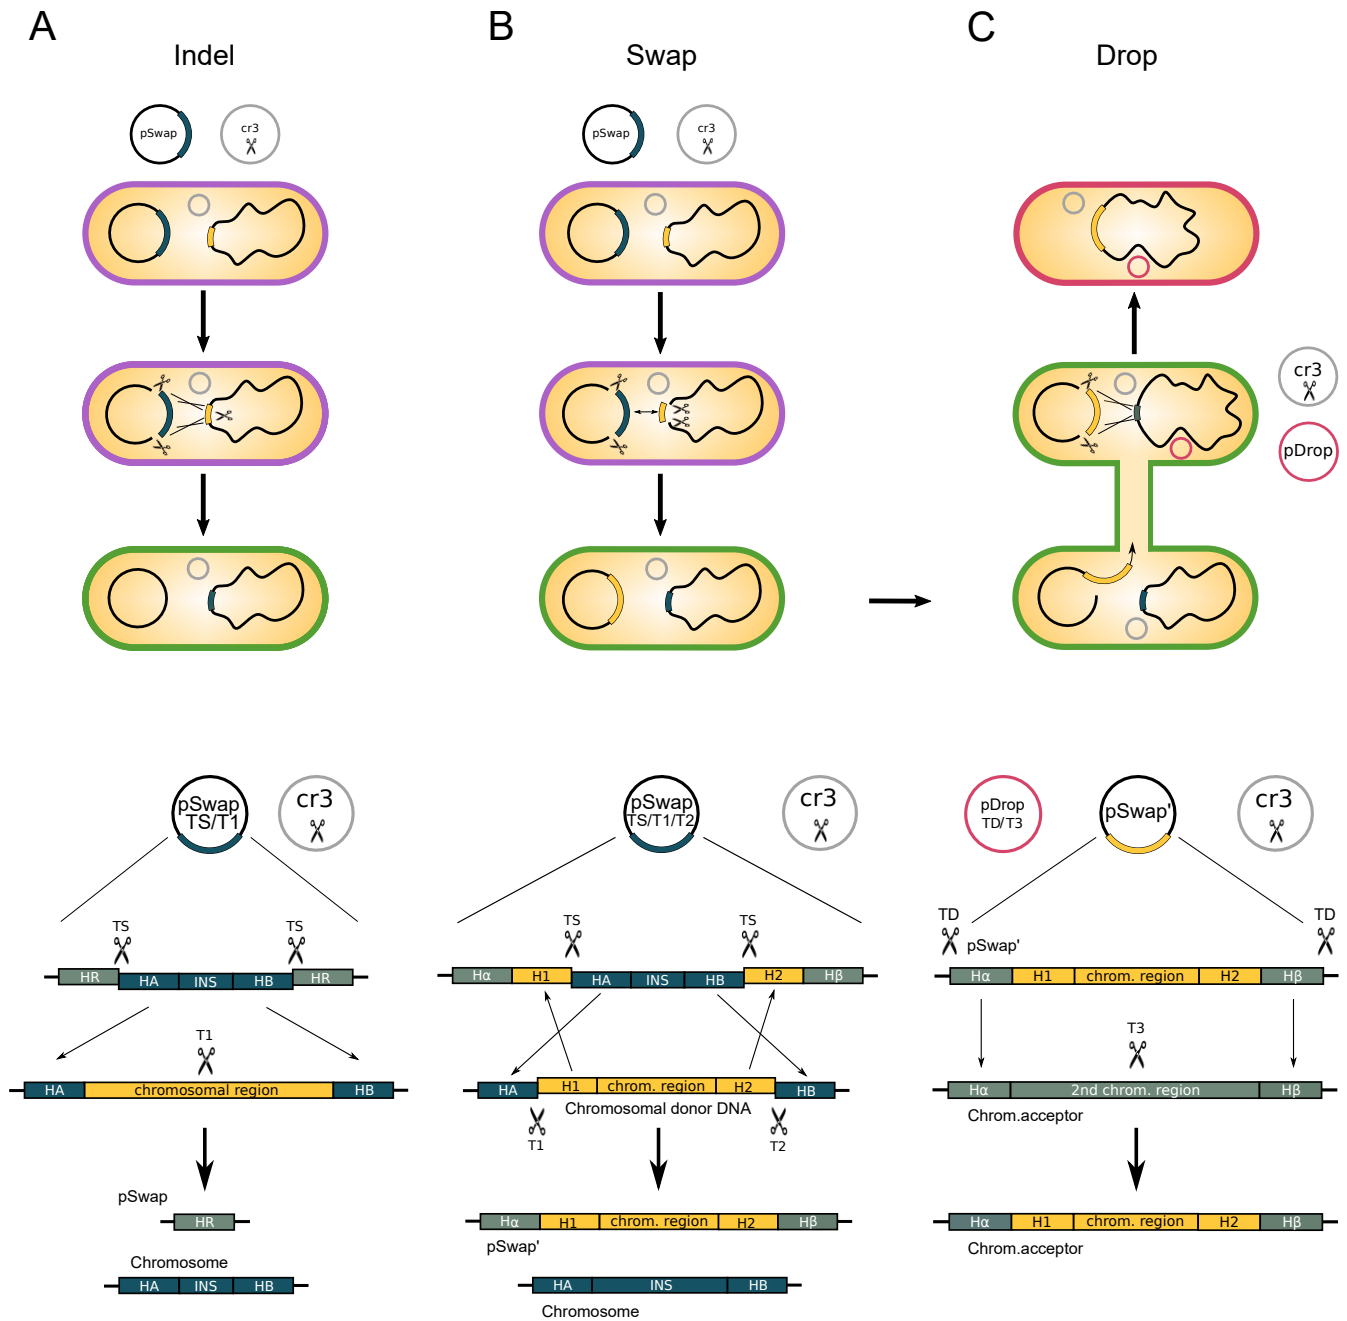 A
B
C
Indel
Swap
Drop
pSwap
cr3
pSwap
cr3
cr3
pDrop
pSwap
TS/T1
cr3
pSwap
TS/T1/T2
cr3
pDrop
TD/T3
pSwap'
cr3
TS
TS
HR
HA
INS
HB
HR
T1
HA
chromosomal region
HB
pSwap
HR
Chromosome
HA
INS
HB
TS
TS
Hα
H1
HA
INS
HB
H2
Hβ
HA
H1
chrom. region
H2
HB
Chromosomal donor DNA
T1
T2
Hα
H1
chrom. region
H2
Hβ
pSwap'
HA
INS
HB
Chromosome
TD
TD
pSwap'
Hα
H1
chrom. region
H2
Hβ
T3
Hα
2nd chrom. region
Hβ
Chrom.acceptor
Hα
H1
chrom. region
H2
Hβ
Chrom.acceptor